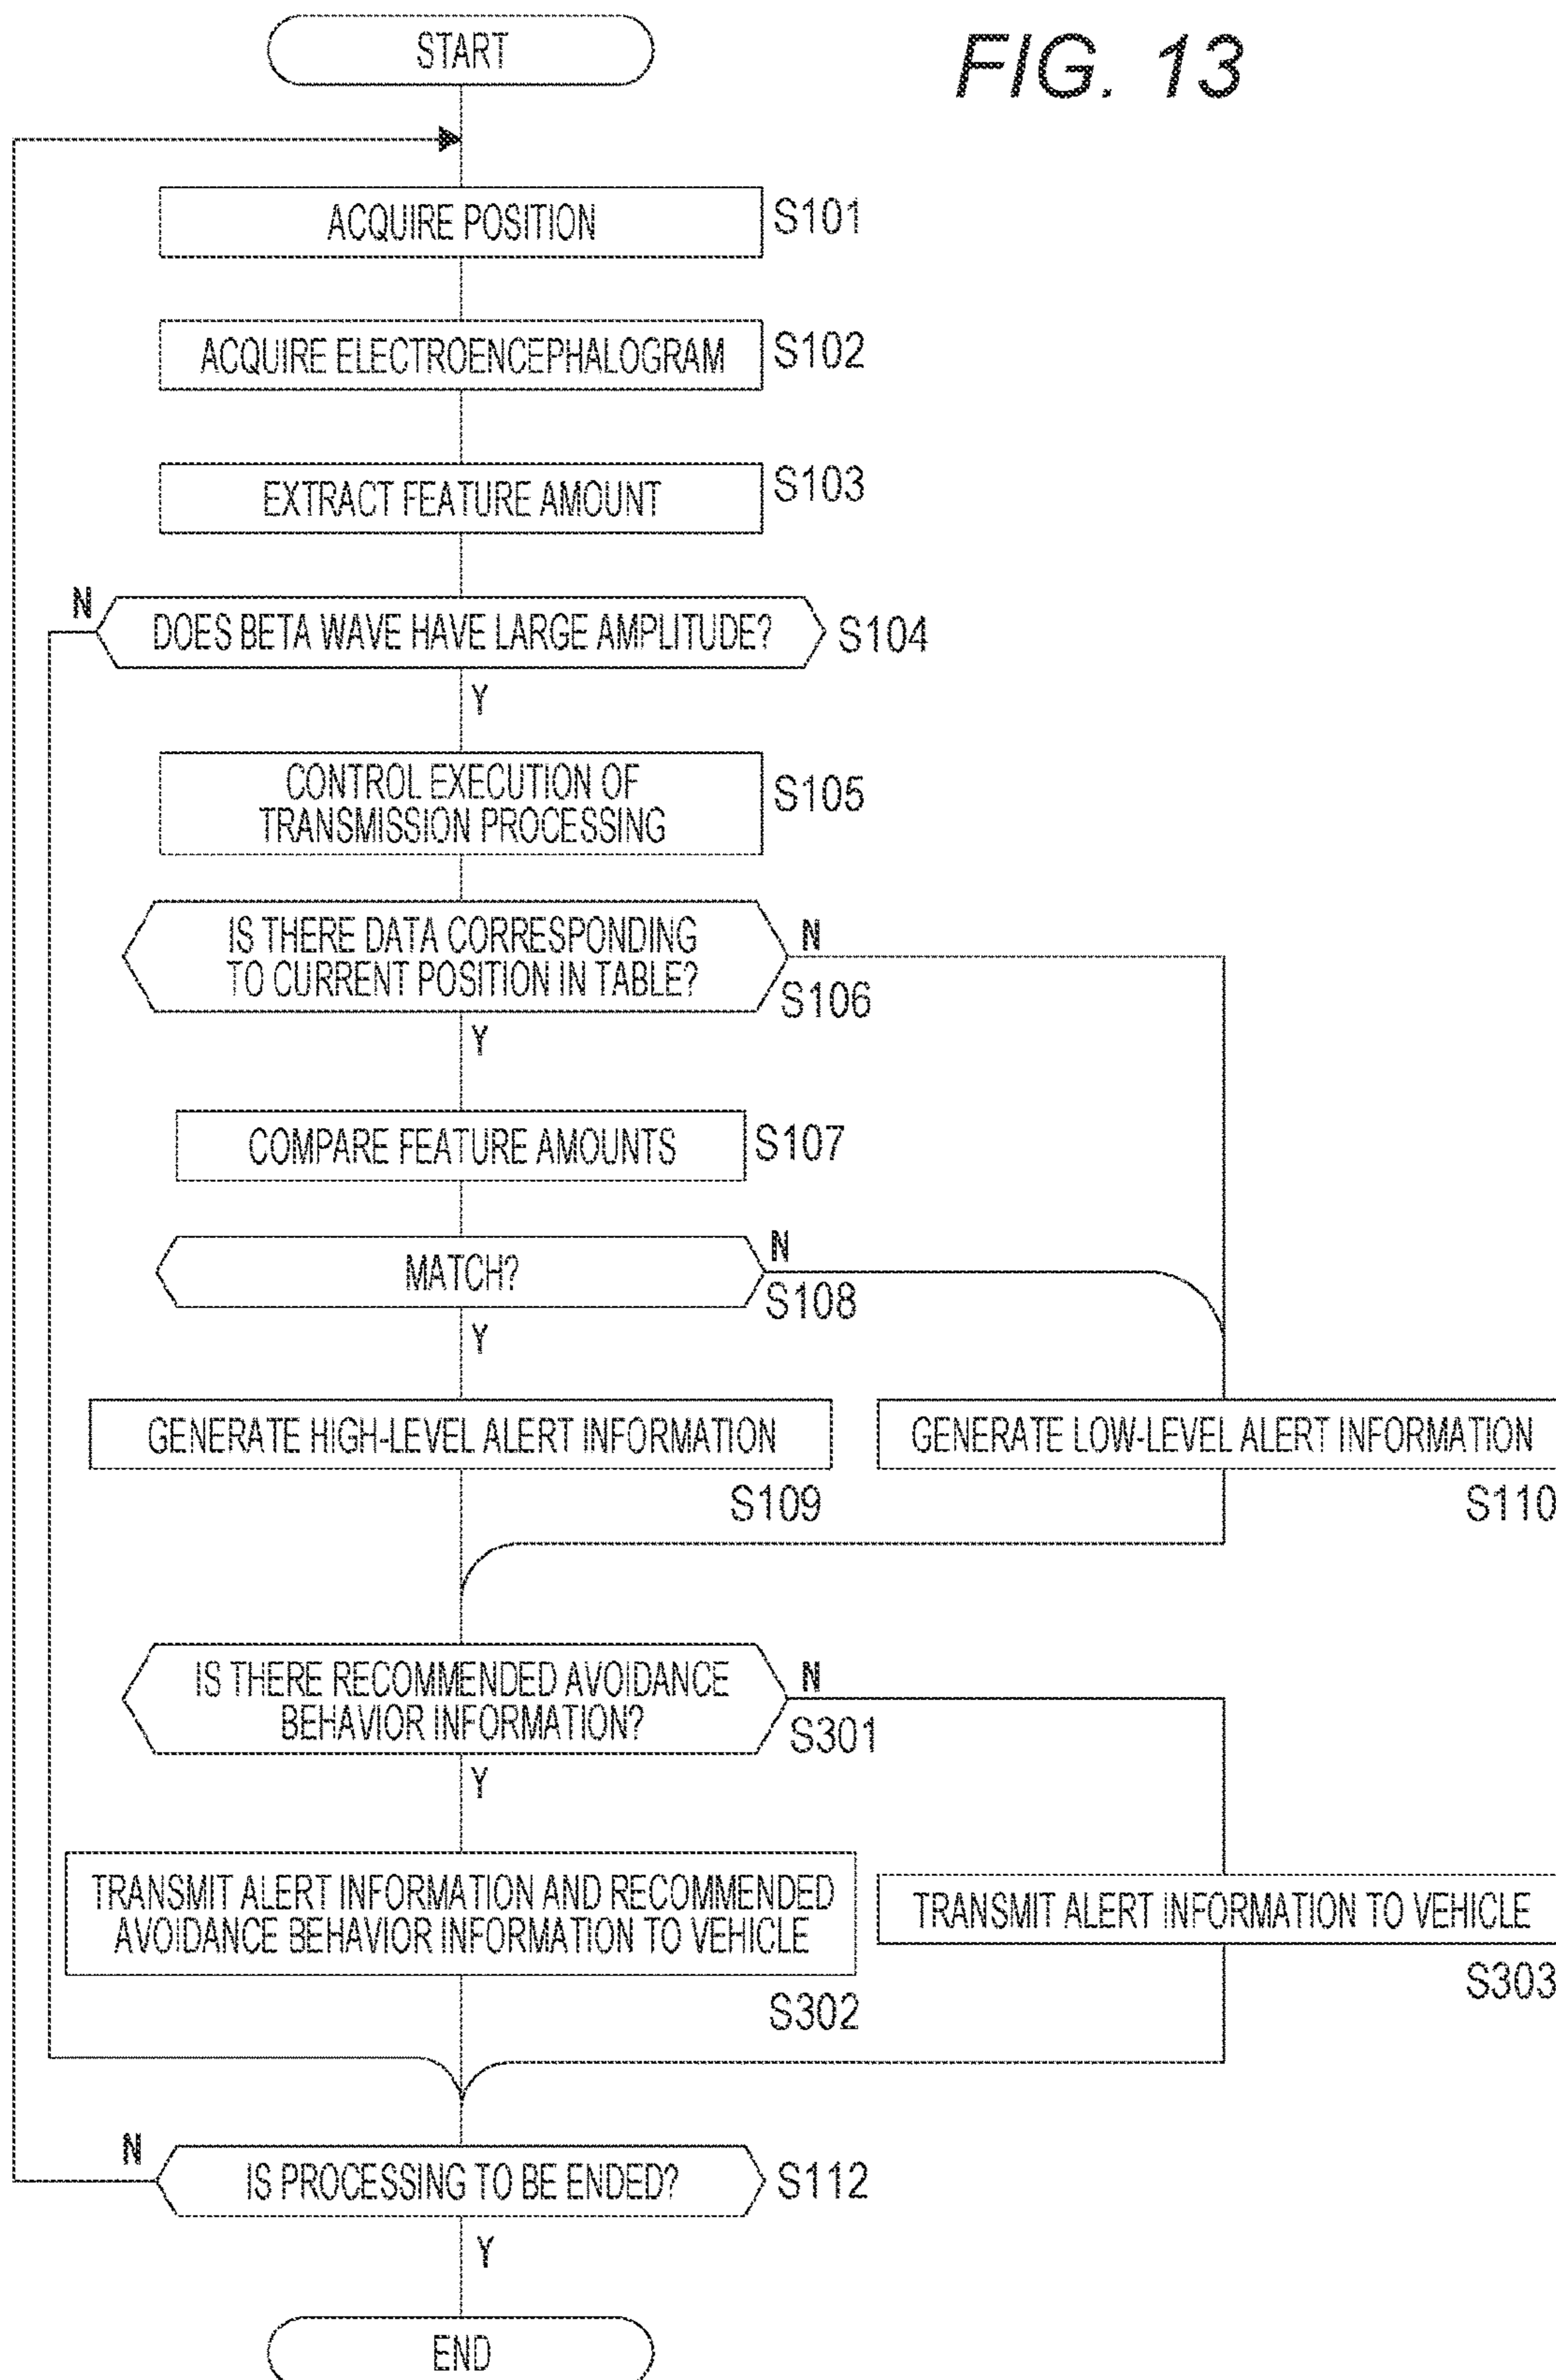 START
FIG. 13
ACQUIRE POSITION
S101
ACQUIRE ELECTROENCEPHALOGRAM
S102
EXTRACT FEATURE AMOUNT
S103
N
DOES BETA WAVE HAVE LARGE AMPLITUDE?
S104
Y
CONTROL EXECUTION OF
TRANSMISSION PROCESSING
S105
IS THERE DATA CORRESPONDING
TO CURRENT POSITION IN TABLE?
N
S106
Y
COMPARE FEATURE AMOUNTS
S107
MATCH?
N
S108
Y
GENERATE HIGH-LEVEL ALERT INFORMATION
S109
GENERATE LOW-LEVEL ALERT INFORMATION
S110
IS THERE RECOMMENDED AVOIDANCE
BEHAVIOR INFORMATION?
N
S301
Y
TRANSMIT ALERT INFORMATION AND RECOMMENDED
AVOIDANCE BEHAVIOR INFORMATION TO VEHICLE
S302
TRANSMIT ALERT INFORMATION TO VEHICLE
S303
N
IS PROCESSING TO BE ENDED?
S112
Y
END